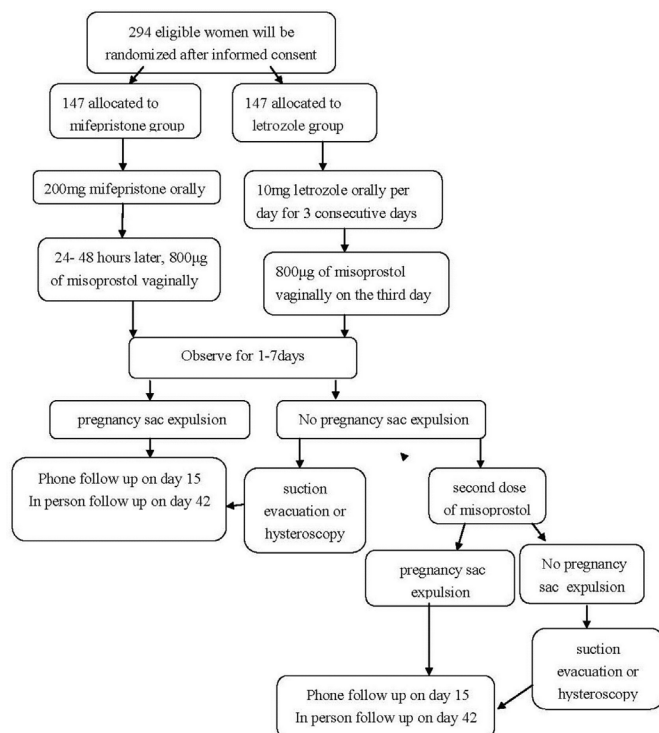 294 eligible women will be
randomized after informed consent
147 allocated to
mifepristone group
147 allocated to
letrozole group
200mg mifepristone orally
10mg letrozole orally per
day for 3 consecutive days
24- 48 hours later, 800μg
of misoprostol vaginally
800μg of misoprostol
vaginally on the third day
Observe for 1-7days
pregnancy sac expulsion
No pregnancy sac expulsion
Phone follow up on day 15
In person follow up on day 42
suction
evacuation or
hysteroscopy
second dose
of misoprostol
pregnancy sac
expulsion
No pregnancy
sac expulsion
suction
evacuation or
hysteroscopy
Phone follow up on day 15
In person follow up on day 42